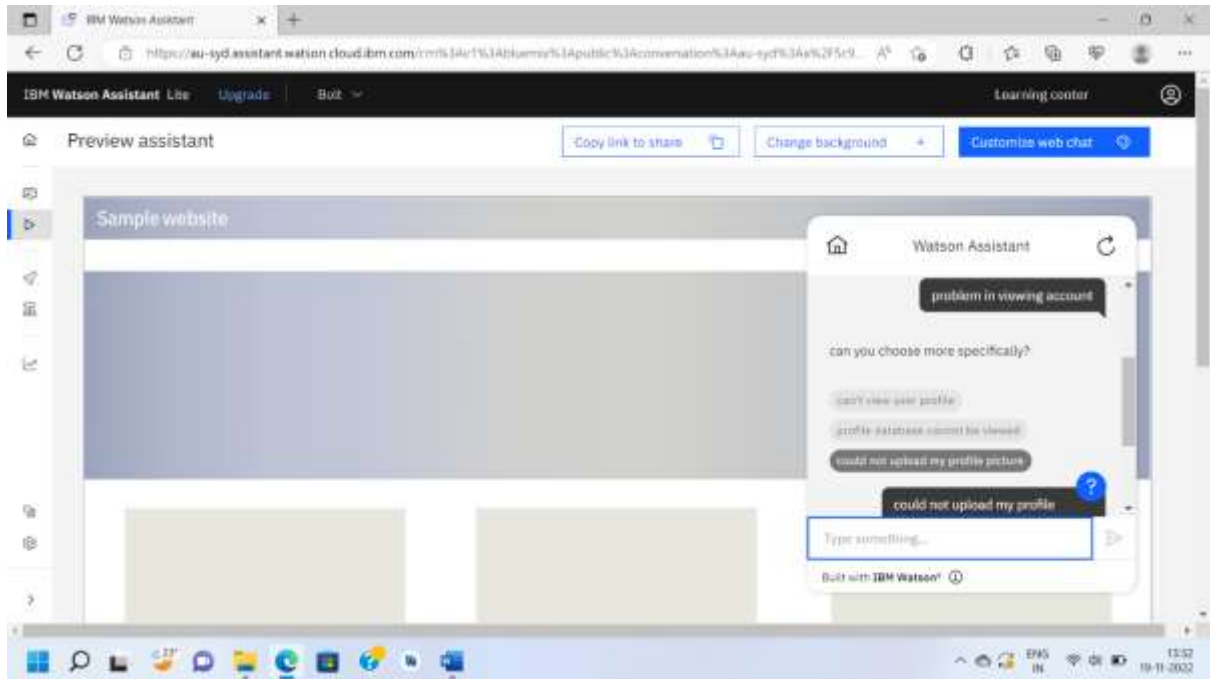 IBM Watson Assistant
https://au-syd.assistant.watson.cloud.ibm.com/
IBM Watson Assistant Lite Upgrade Bolt Learning center
Preview assistant Copy link to share Change background + Customize web chat
Sample website
Watson Assistant
problem in viewing account
can you choose more specifically?
can't view user profile
profile database cannot be viewed
could not upload my profile picture
?
could not upload my profile
Type something...
Built with IBM Watson®
ENG
IN
13:52
19-11-2022